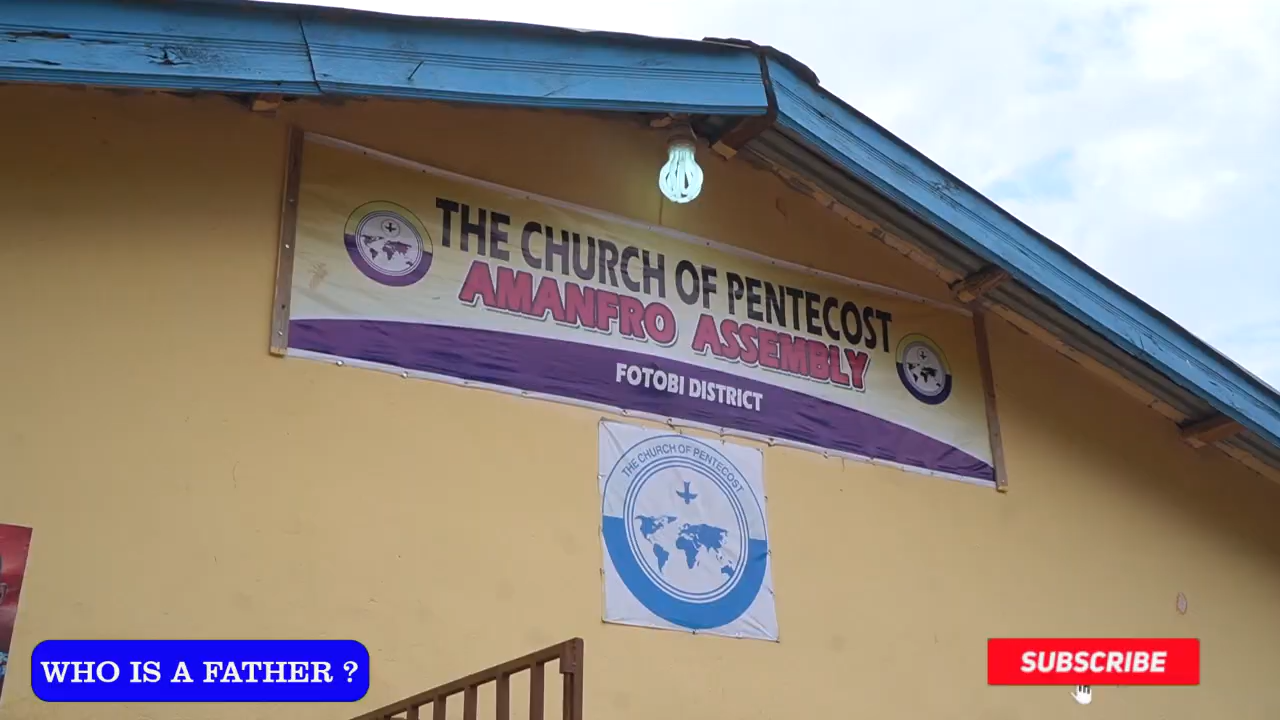 THE CHURCH OF PENTECOST
AMANFRO ASSEMBLY
FOTOBI DISTRICT
THE CHURCH OF PENTECOST
WHO IS A FATHER ?
SUBSCRIBE